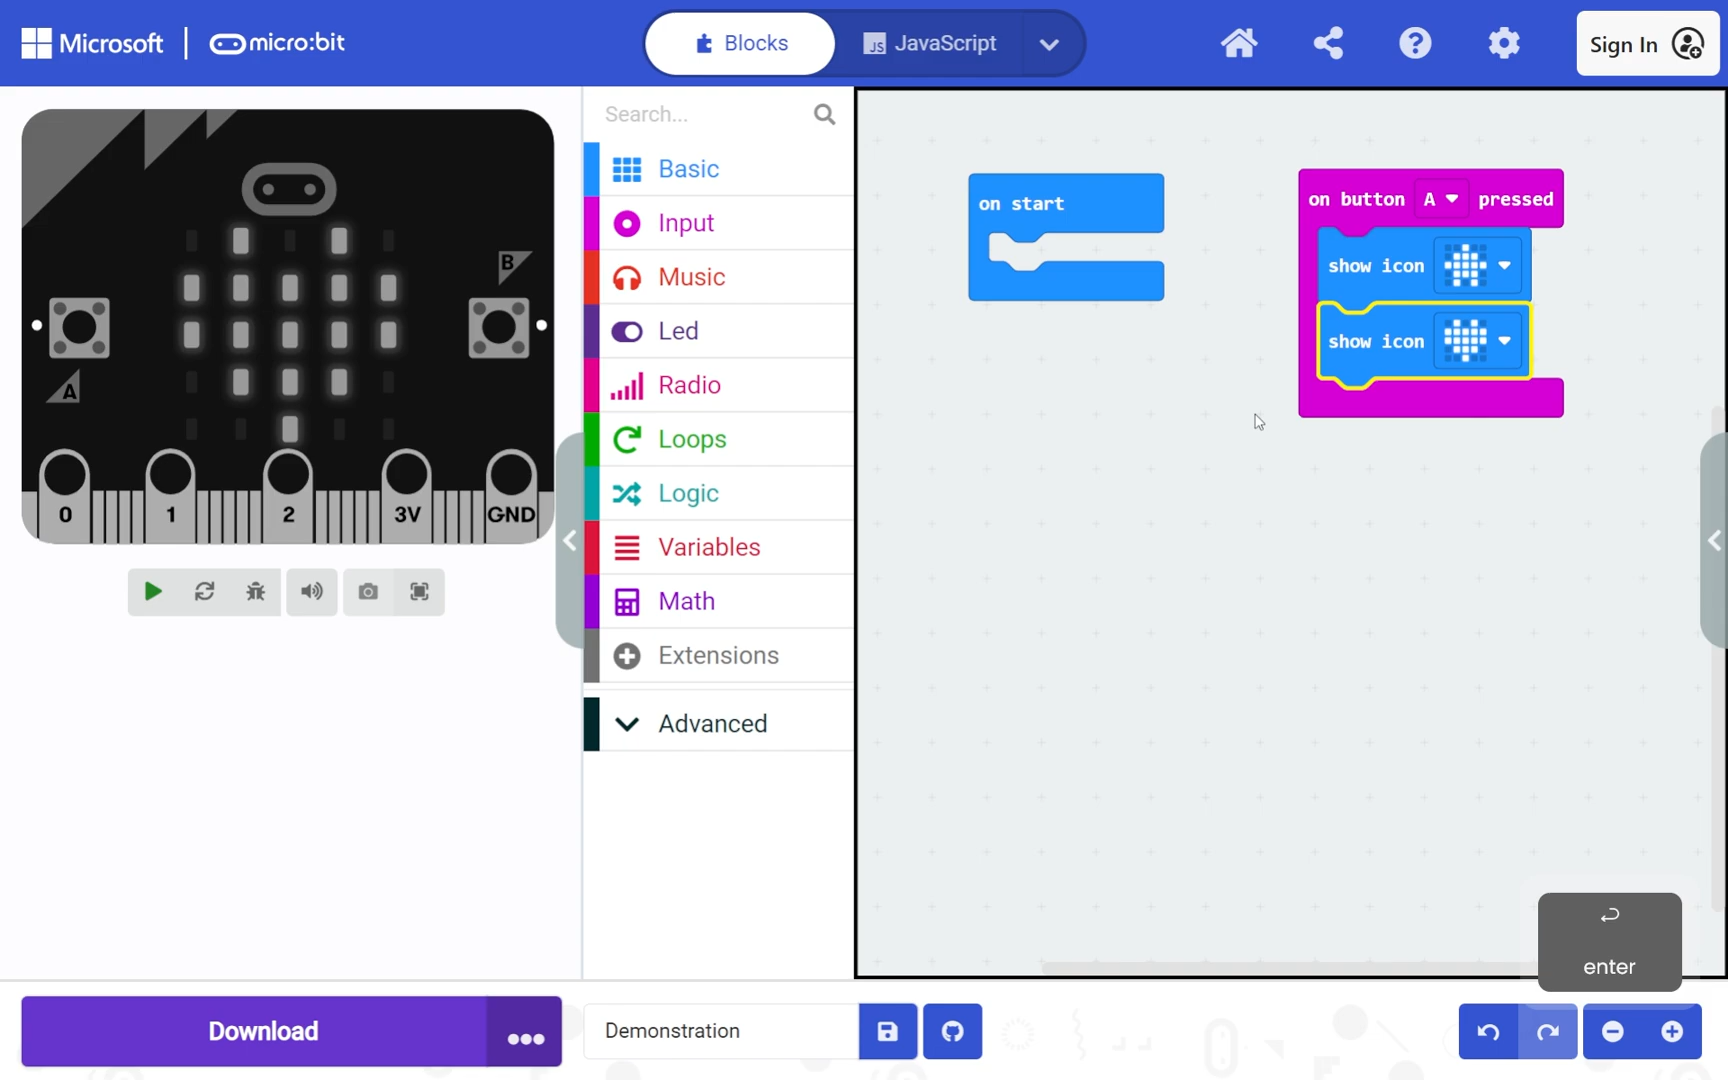 Microsoft | micro:bit
Blocks
JS JavaScript
Sign In
Search...
Basic
Input
Music
Led
Radio
Loops
Logic
Variables
Math
Extensions
Advanced
B
A
0 1 2 3V GND
on start
on button A pressed
show icon
show icon
enter
Download
Demonstration